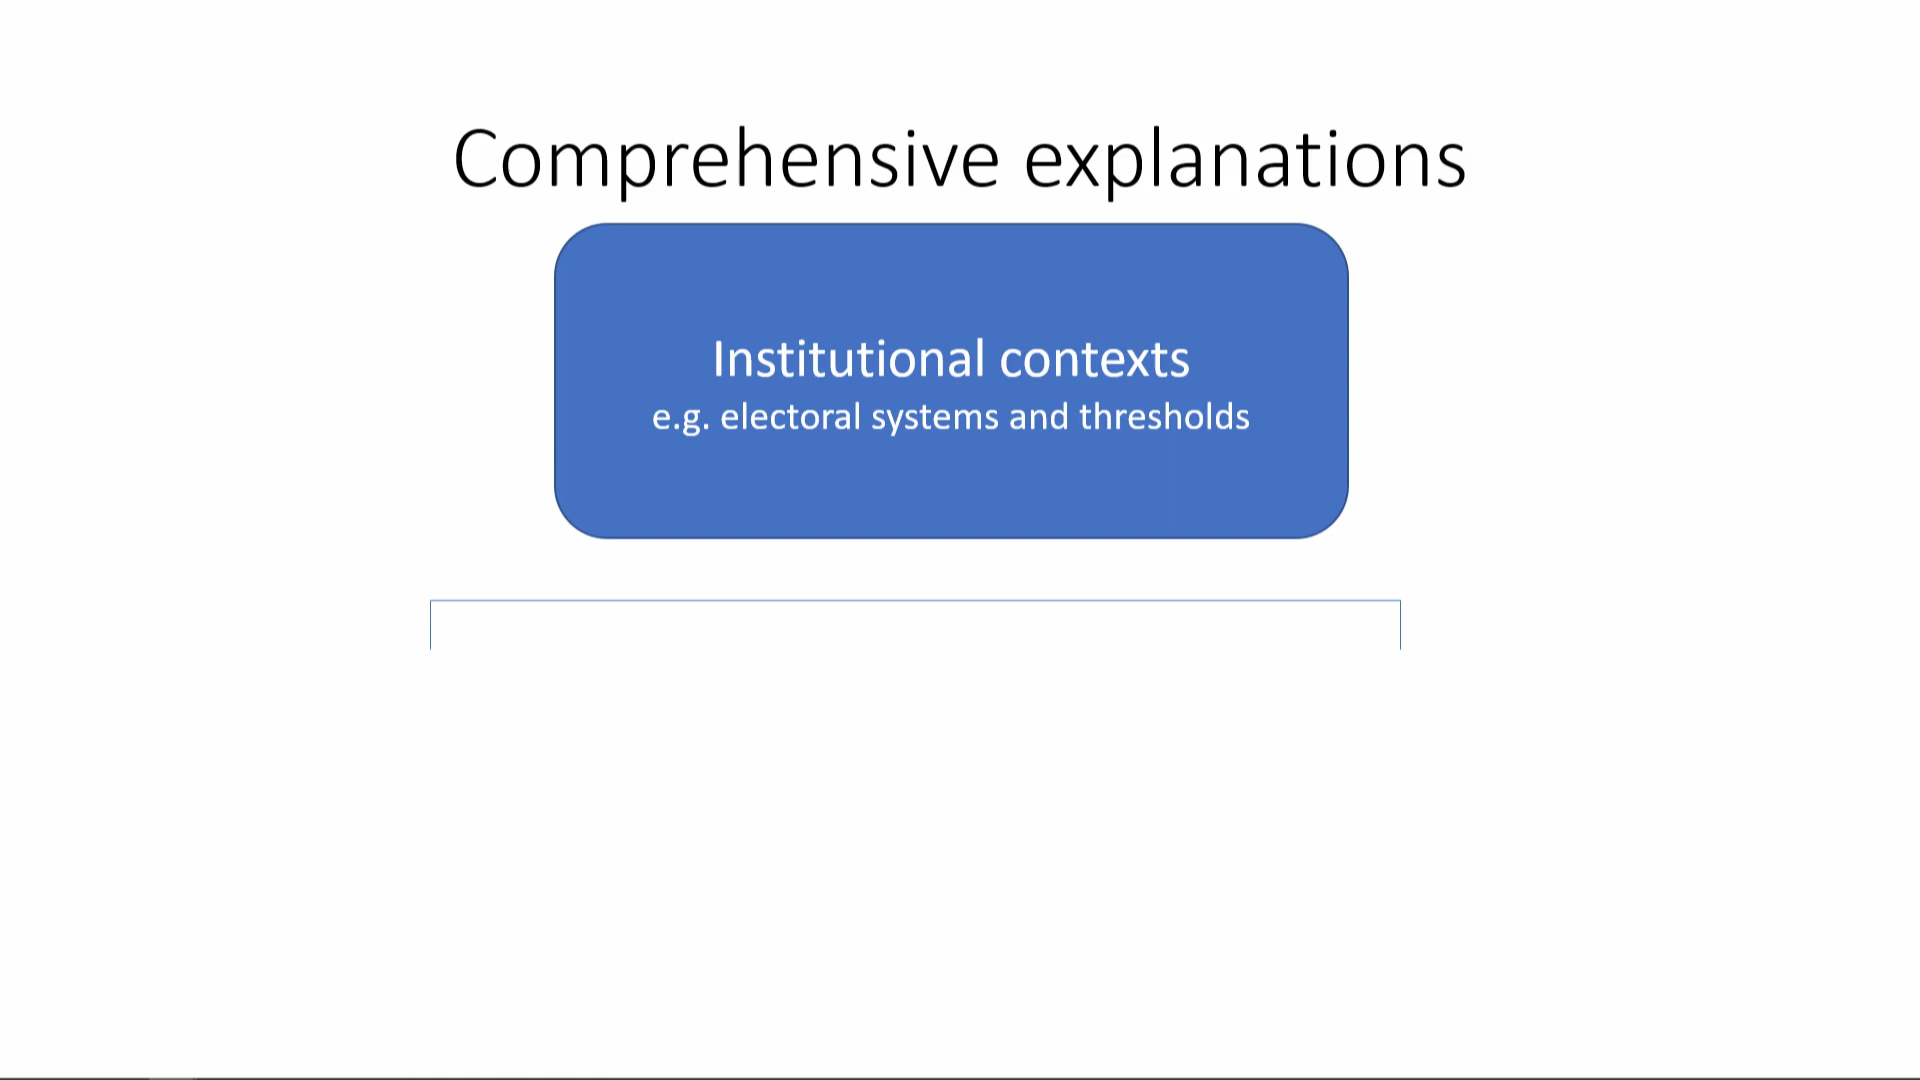 Comprehensive explanations
Institutional contexts
e.g. electoral systems and thresholds